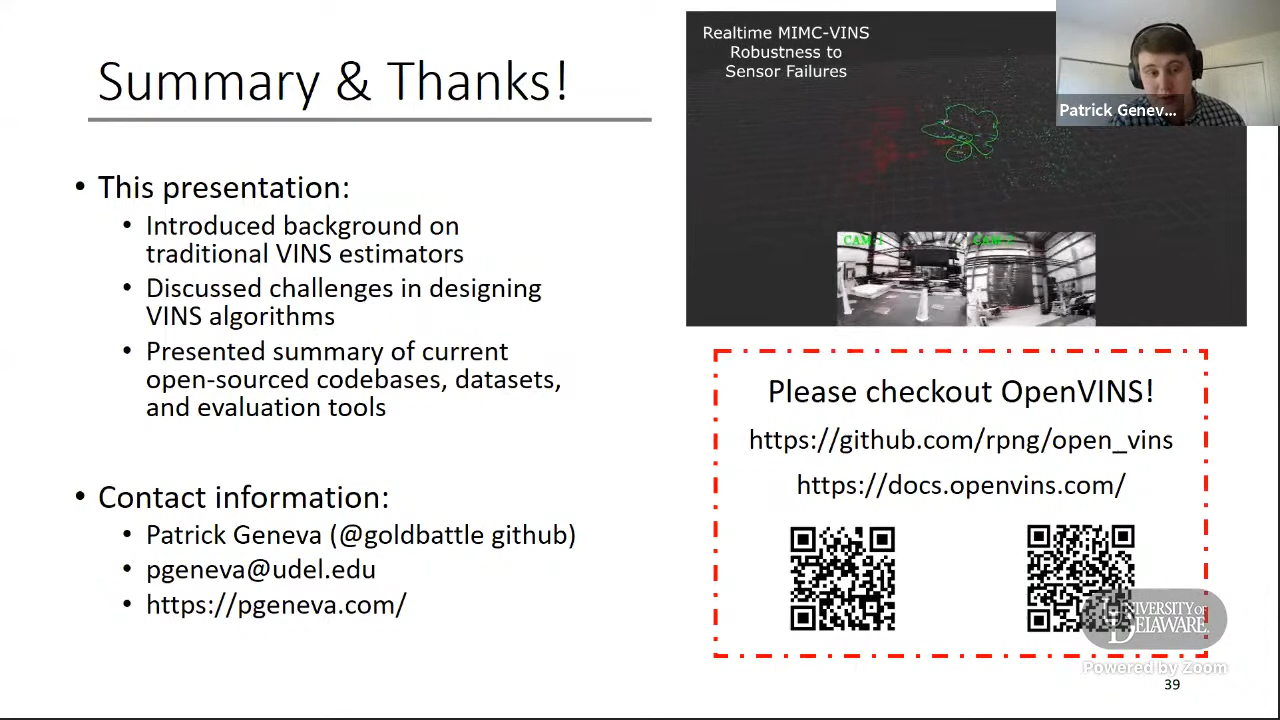 Summary & Thanks!
• This presentation:
• Introduced background on
traditional VINS estimators
• Discussed challenges in designing
VINS algorithms
• Presented summary of current
open-sourced codebases, datasets,
and evaluation tools
• Contact information:
• Patrick Geneva (@goldbattle github)
• pgeneva@udel.edu
• https://pgeneva.com/
Realtime MIMC-VINS
Robustness to
Sensor Failures
Patrick Genev...
CAM
CAM
Please checkout OpenVINS!
https://github.com/rpng/open_vins
https://docs.openvins.com/
UNIVERSITY OF
DELAWARE.
Powered by Zoom
39